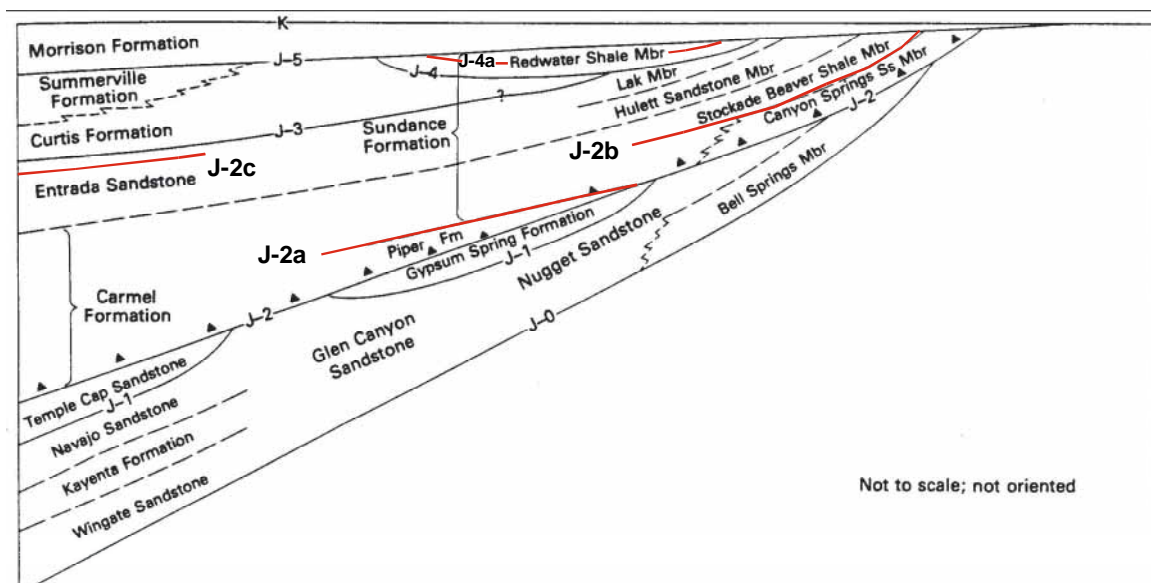 K
Morrison Formation
J-5
J-4a
Redwater Shale Mbr
J-4
Summerville
Formation
Lak Mbr
Hulett Sandstone Mbr
Stockade Beaver Shale Mbr
Canyon Springs Ss Mbr
J-2
?
Curtis Formation
J-3
Sundance
Formation
J-2b
J-2c
Entrada Sandstone
Bell Springs Mbr
J-2a
Piper Fm
Gypsum Spring Formation
J-1
Nugget Sandstone
Carmel
Formation
J-2
Glen Canyon
Sandstone
J-0
Temple Cap Sandstone
J-1
Navajo Sandstone
Kayenta Formation
Wingate Sandstone
Not to scale; not oriented